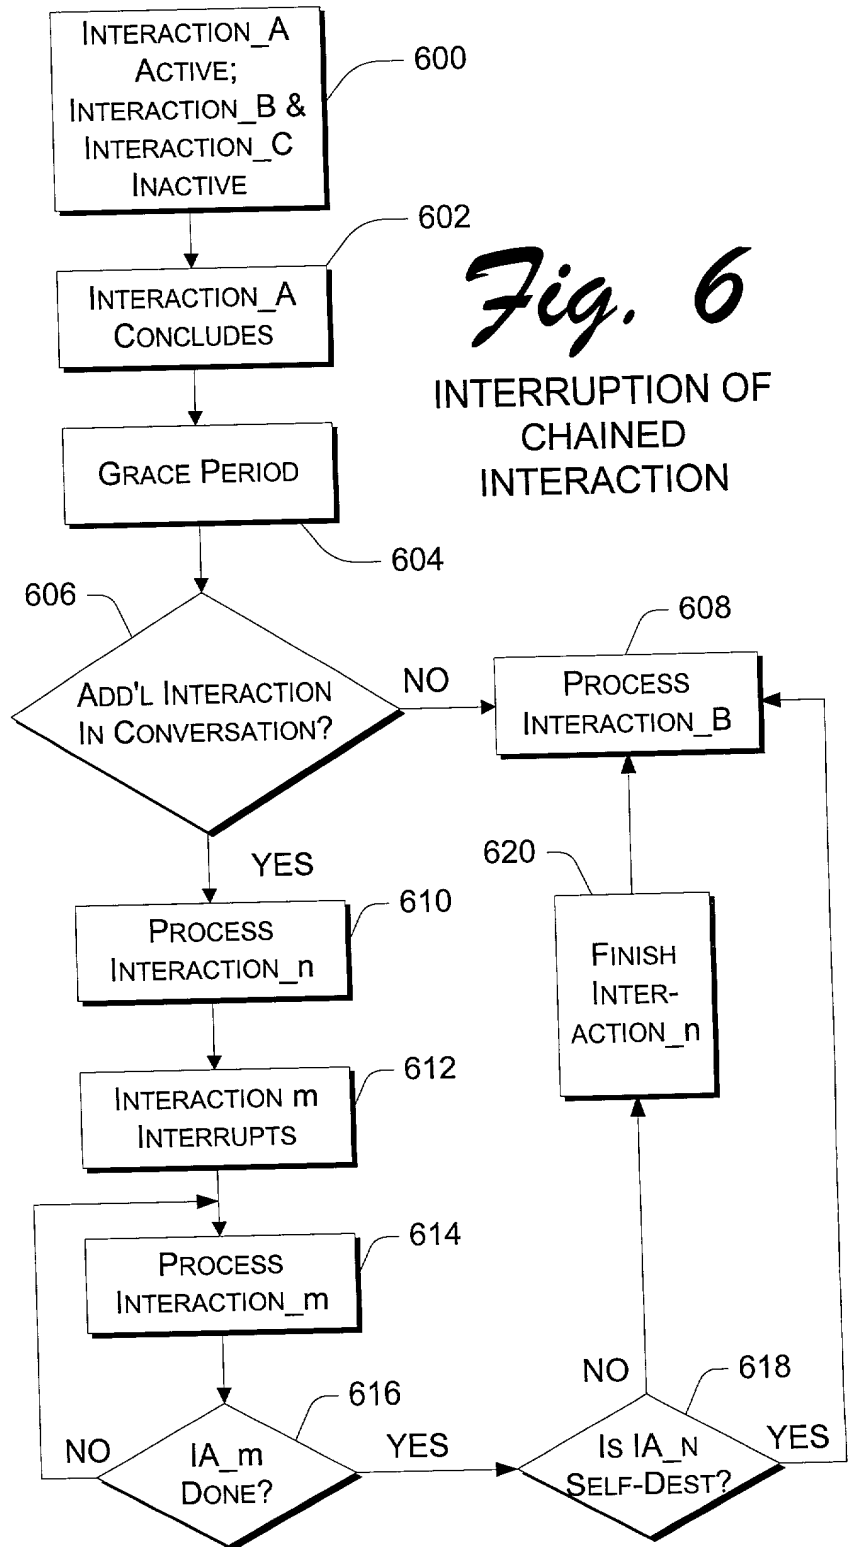 INTERACTION_A
ACTIVE;
INTERACTION_B &
INTERACTION_C
INACTIVE
600
602
INTERACTION_A
CONCLUDES
Fig. 6
INTERRUPTION OF
CHAINED
INTERACTION
GRACE PERIOD
604
606
ADD'L INTERACTION
IN CONVERSATION?
NO
608
PROCESS
INTERACTION_B
YES
610
PROCESS
INTERACTION_n
620
FINISH
INTER-
ACTION_n
612
INTERACTION m
INTERRUPTS
614
PROCESS
INTERACTION_m
616
IA_m
DONE?
NO
YES
618
IS IA_N
SELF-DEST?
NO
YES